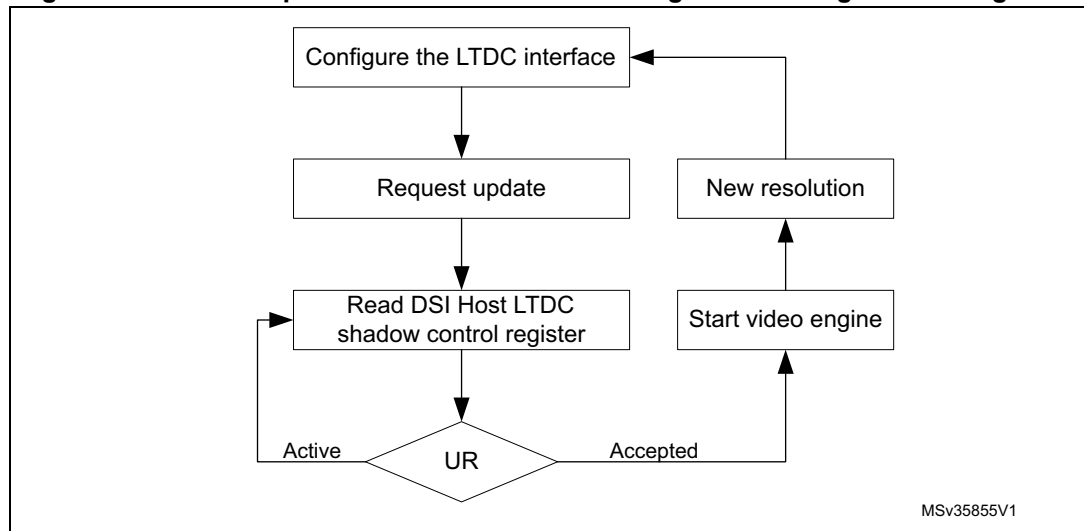 Configure the LTDC interface
Request update
New resolution
Read DSI Host LTDC
shadow control register
Start video engine
Active
UR
Accepted
MSv35855V1